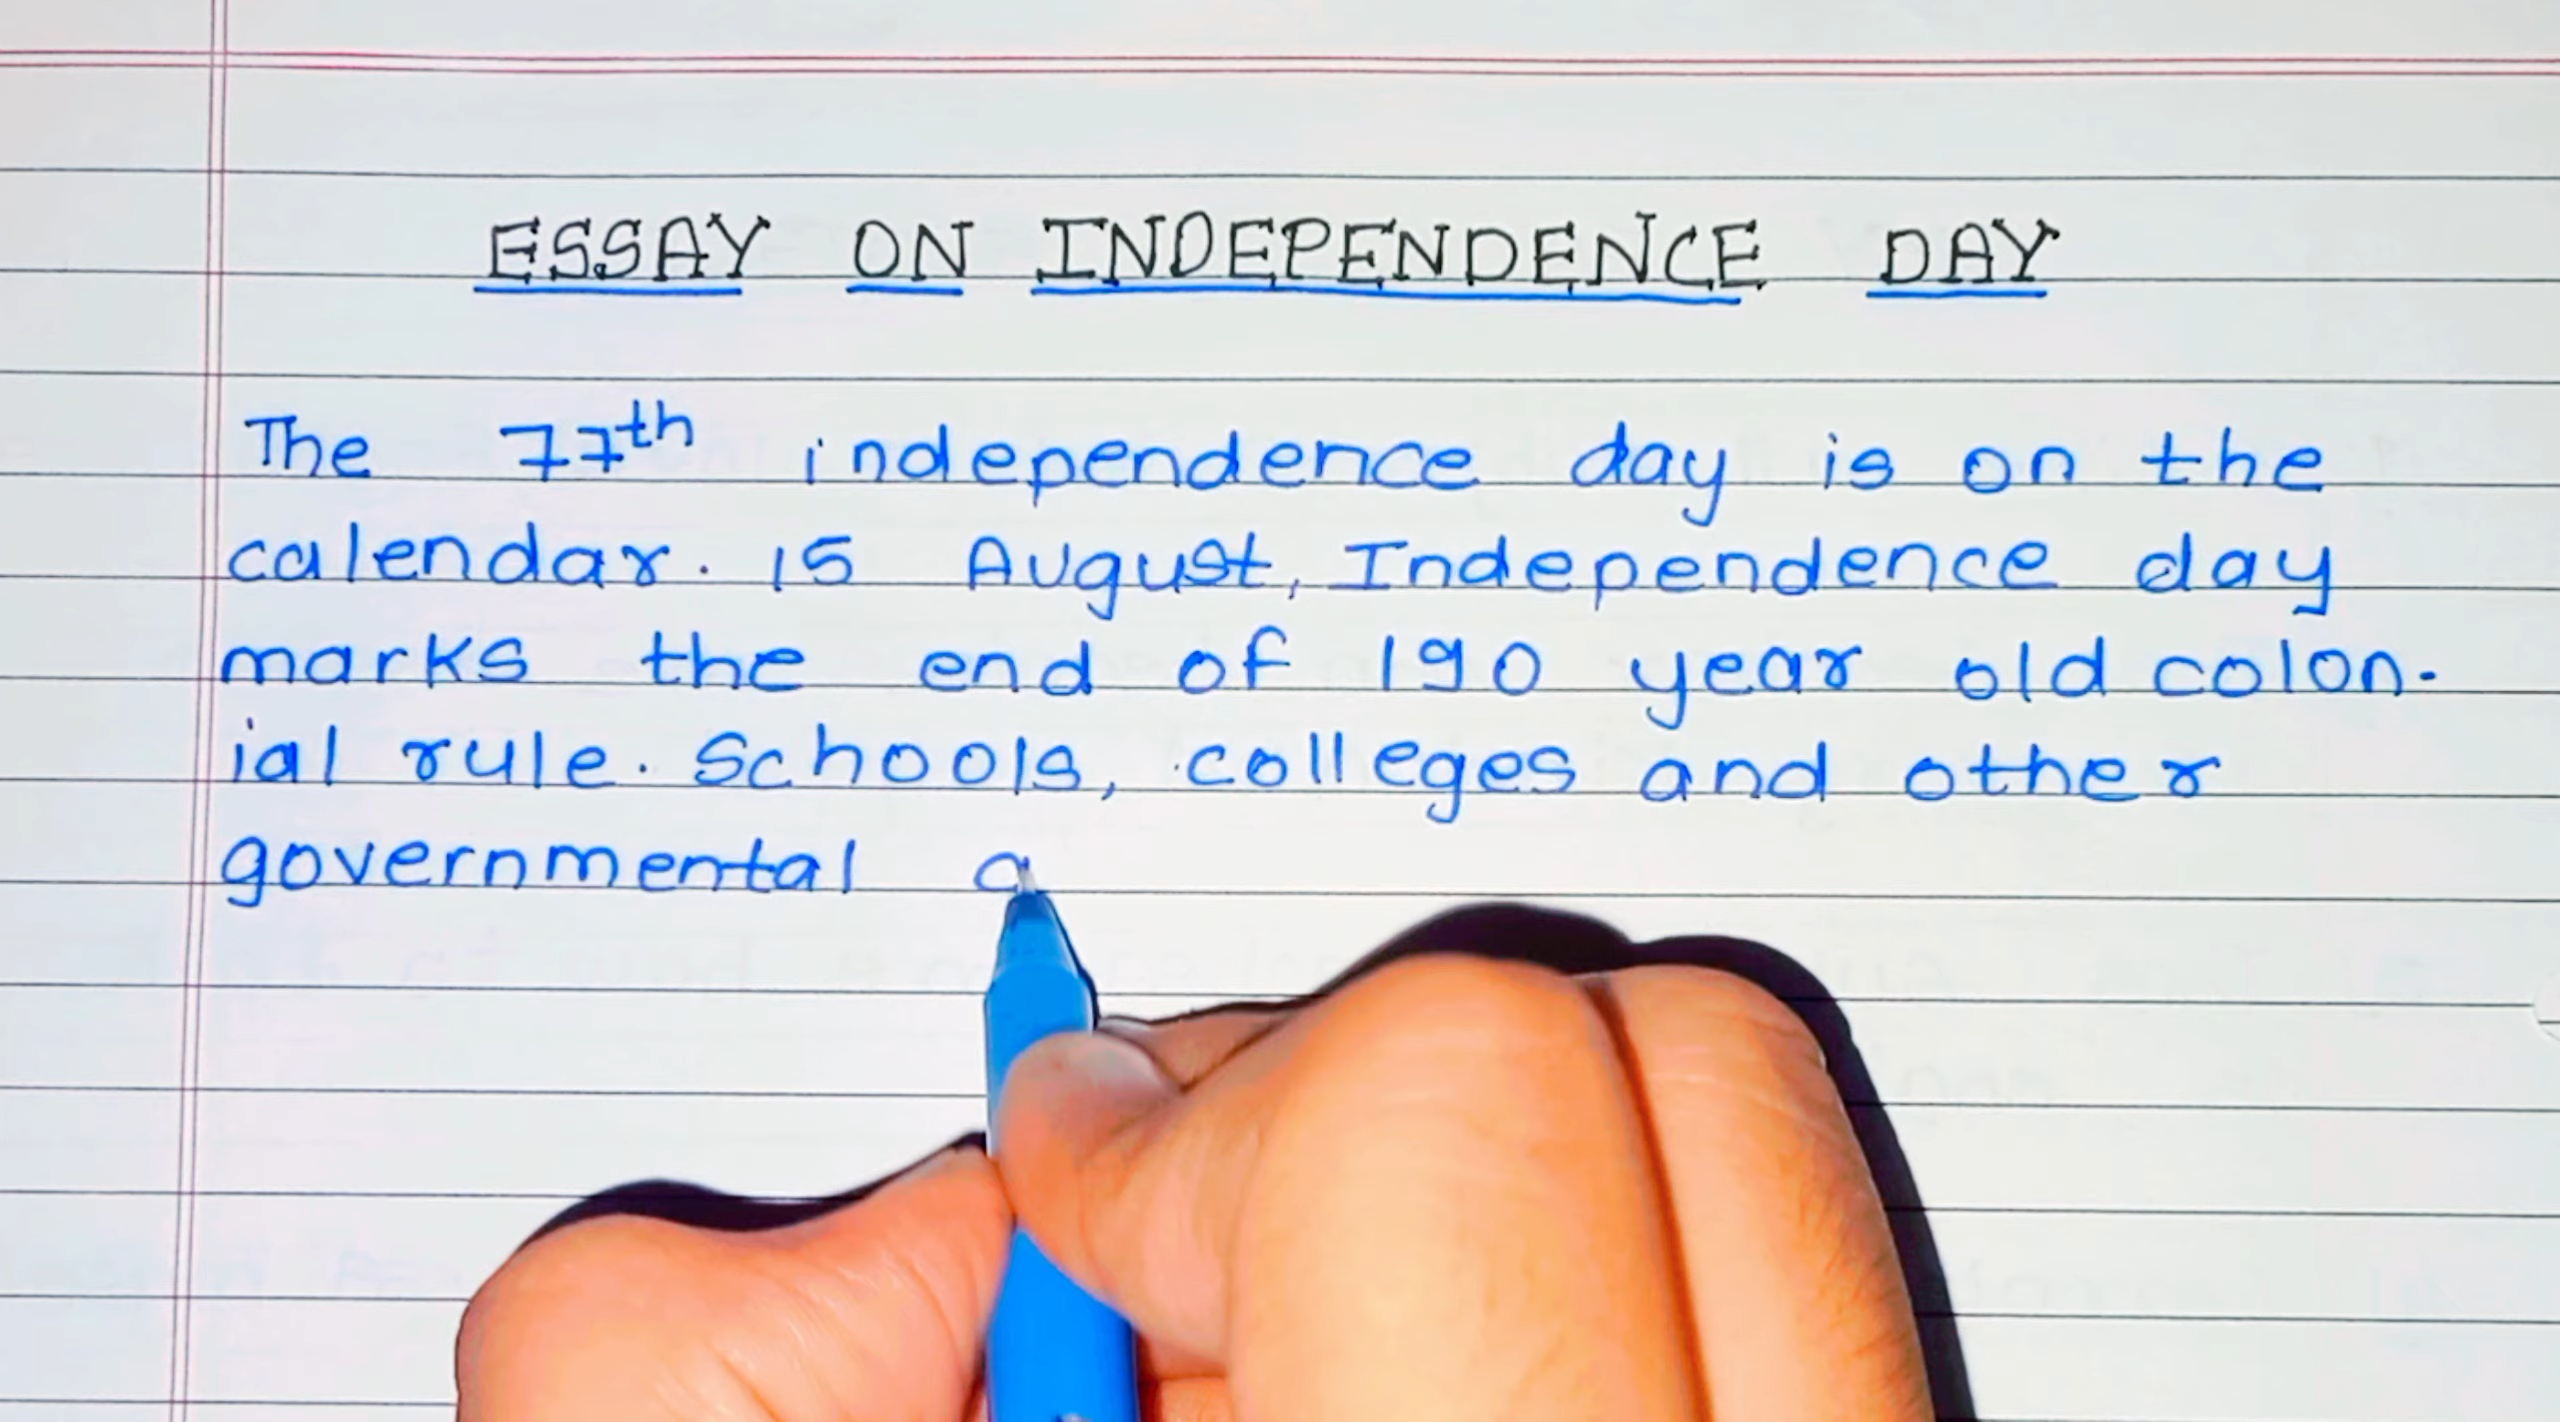 ESSAY ON INDEPENDENCE DAY
The 77th independence day is on the
calendar. 15 August, Independence day
marks the end of 190 year old colon-
ial rule. Schools, colleges and other
governmental a